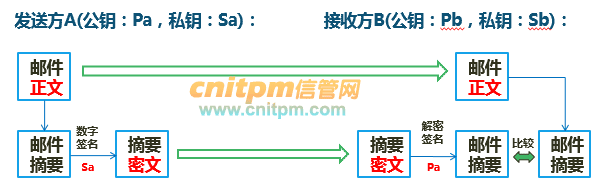 发送方A(公钥：Pa，私钥：Sa)：
接收方B(公钥：Pb，私钥：Sb)：
邮件
正文
邮件
正文
cnitpm信管网
www.cnitpm.com
邮件
摘要
数字
签名
Sa
摘要
密文
摘要
密文
解密
签名
Pa
邮件
摘要
比较
邮件
摘要